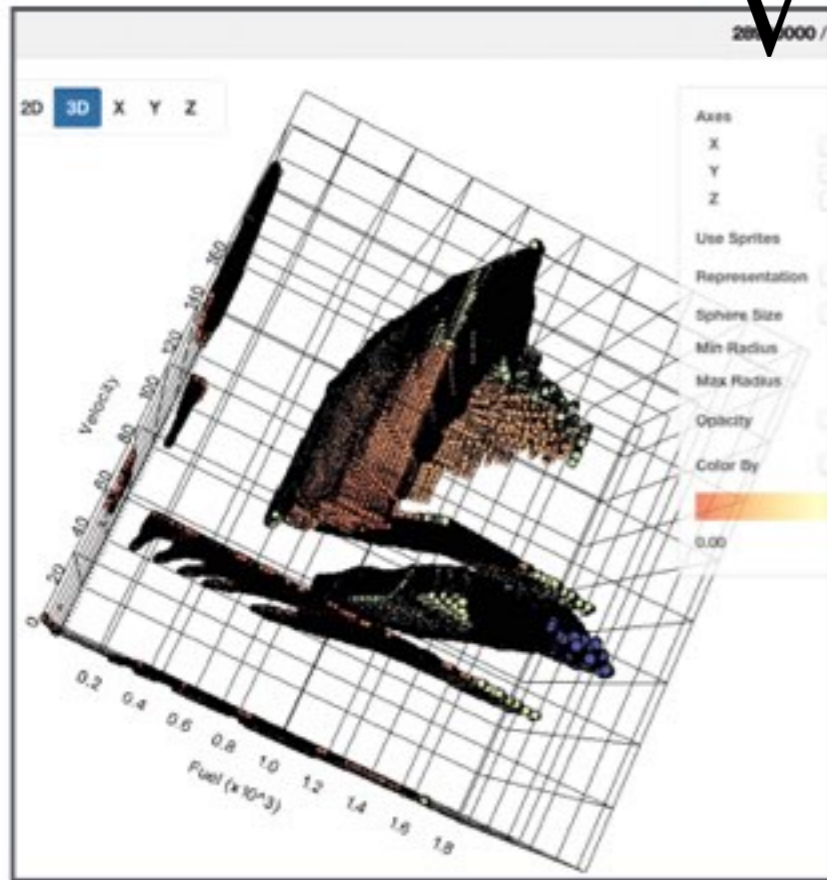 0000 /
2D 3D X Y Z
Axes
X
Y
Z
Use Sprites
Representation
Sphere Size
Min Radius
Max Radius
Opacity
Color By
0.00
Velocity
0 20 40 60 80 100 120 140 160
0.2 0.4 0.6 0.8 1.0 1.2 1.4 1.6 1.8
Fuel (x10^3)